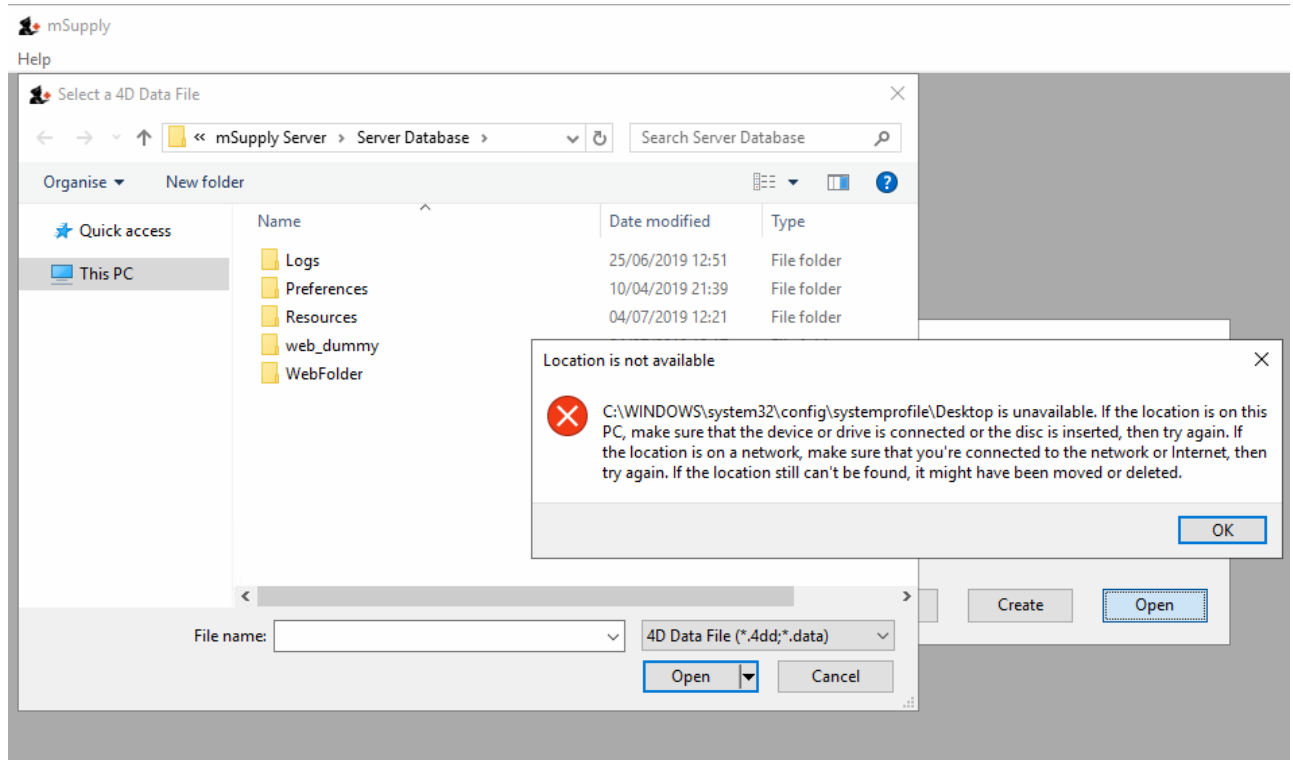 mSupply
Help
Select a 4D Data File
« mSupply Server > Server Database >
Search Server Database
Organise
New folder
?
Quick access
This PC
Name
Date modified
Type
Logs
25/06/2019 12:51
File folder
Preferences
10/04/2019 21:39
File folder
Resources
04/07/2019 12:21
File folder
web_dummy
WebFolder
Location is not available
C:\WINDOWS\system32\config\systemprofile\Desktop is unavailable. If the location is on this
PC, make sure that the device or drive is connected or the disc is inserted, then try again. If
the location is on a network, make sure that you're connected to the network or Internet, then
try again. If the location still can't be found, it might have been moved or deleted.
OK
Create
Open
File name:
4D Data File (*.4dd;*.data)
Open
Cancel